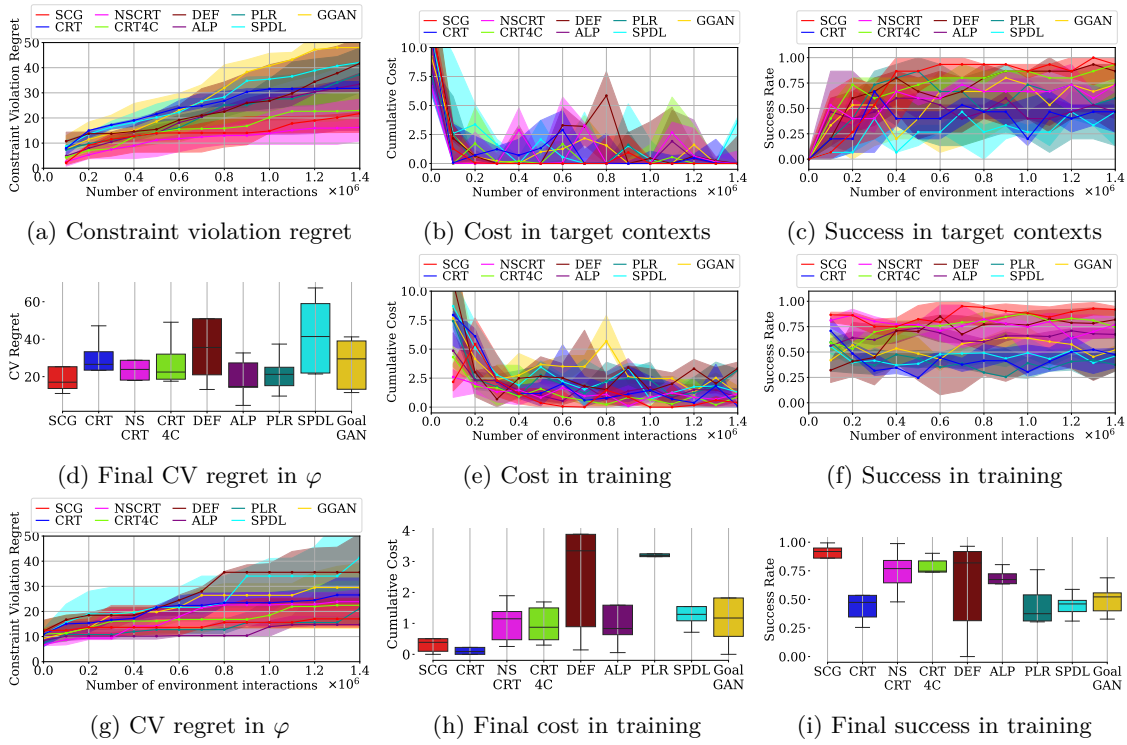 SCG NSCRT DEF PLR GGAN
CRT CRT4C ALP SPDL
Constraint Violation Regret
50
40
30
20
10
0
0.0 0.2 0.4 0.6 0.8 1.0 1.2 1.4
Number of environment interactions ×10^6
(a) Constraint violation regret
SCG NSCRT DEF PLR GGAN
CRT CRT4C ALP SPDL
Cumulative Cost
10.0
7.5
5.0
2.5
0.0
0.0 0.2 0.4 0.6 0.8 1.0 1.2 1.4
Number of environment interactions ×10^6
(b) Cost in target contexts
SCG NSCRT DEF PLR GGAN
CRT CRT4C ALP SPDL
Success Rate
1.00
0.75
0.50
0.25
0.00
0.0 0.2 0.4 0.6 0.8 1.0 1.2 1.4
Number of environment interactions ×10^6
(c) Success in target contexts
CV Regret
60
40
20
SCG CRT NS CRT DEF ALP PLR SPDL Goal
CRT 4C GAN
(d) Final CV regret in φ
SCG NSCRT DEF PLR GGAN
CRT CRT4C ALP SPDL
Cumulative Cost
10.0
7.5
5.0
2.5
0.0
0.0 0.2 0.4 0.6 0.8 1.0 1.2 1.4
Number of environment interactions ×10^6
(e) Cost in training
SCG NSCRT DEF PLR GGAN
CRT CRT4C ALP SPDL
Success Rate
1.00
0.75
0.50
0.25
0.00
0.0 0.2 0.4 0.6 0.8 1.0 1.2 1.4
Number of environment interactions ×10^6
(f) Success in training
SCG NSCRT DEF PLR GGAN
CRT CRT4C ALP SPDL
Constraint Violation Regret
50
40
30
20
10
0
0.0 0.2 0.4 0.6 0.8 1.0 1.2 1.4
Number of environment interactions ×10^6
(g) CV regret in φ
Cumulative Cost
4
3
2
1
0
SCG CRT NS CRT DEF ALP PLR SPDL Goal
CRT 4C GAN
(h) Final cost in training
Success Rate
1.00
0.75
0.50
0.25
0.00
SCG CRT NS CRT DEF ALP PLR SPDL Goal
CRT 4C GAN
(i) Final success in training